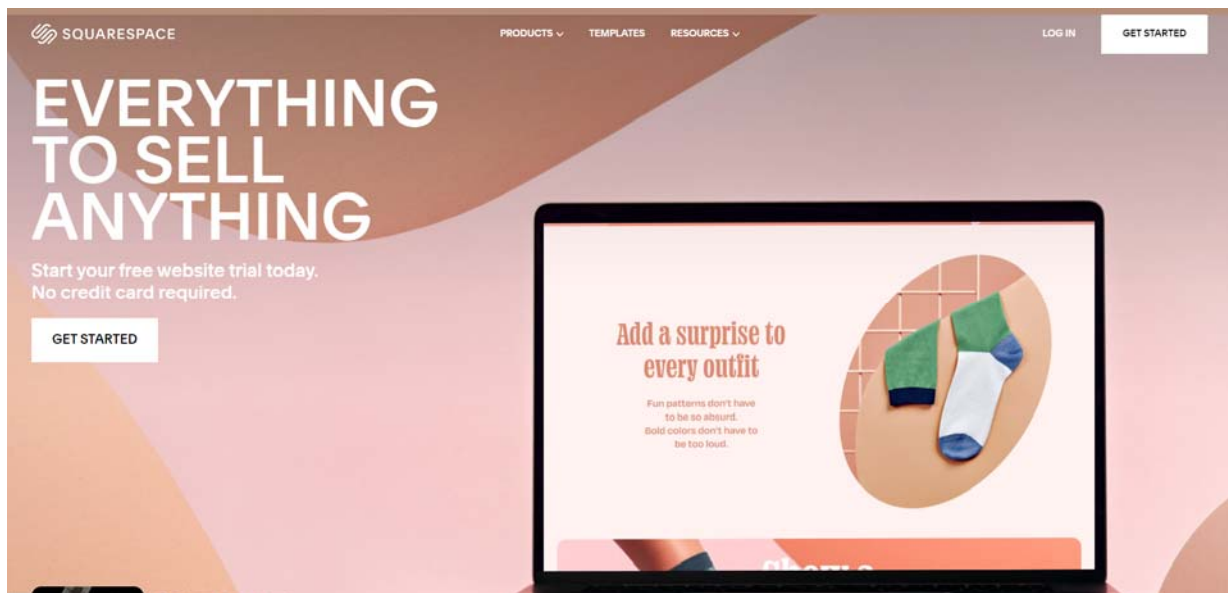 SQUARESPACE
PRODUCTS
TEMPLATES
RESOURCES
LOG IN
GET STARTED
EVERYTHING
TO SELL
ANYTHING
Start your free website trial today.
No credit card required.
GET STARTED
Add a surprise to
every outfit
Fun patterns don't have
to be so absurd.
Bold colors don't have to
be too loud.